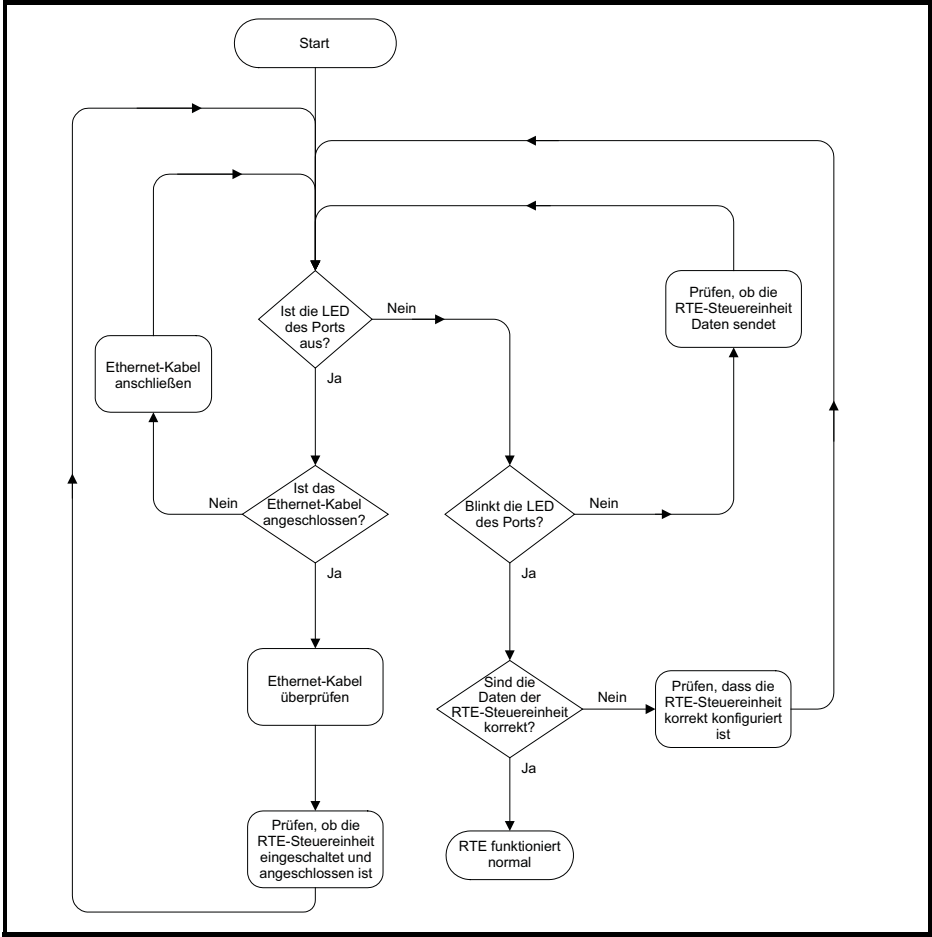 Start
Ist die LED
des Ports
aus?
Nein
Ja
Prüfen, ob die
RTE-Steuereinheit
Daten sendet
Ethernet-Kabel
anschließen
Ist das
Ethernet-Kabel
angeschlossen?
Nein
Ja
Blinkt die LED
des Ports?
Nein
Ja
Ethernet-Kabel
überprüfen
Sind die
Daten der
RTE-Steuereinheit
korrekt?
Nein
Ja
Prüfen, dass die
RTE-Steuereinheit
korrekt konfiguriert
ist
Prüfen, ob die
RTE-Steuereinheit
eingeschaltet und
angeschlossen ist
RTE funktioniert
normal